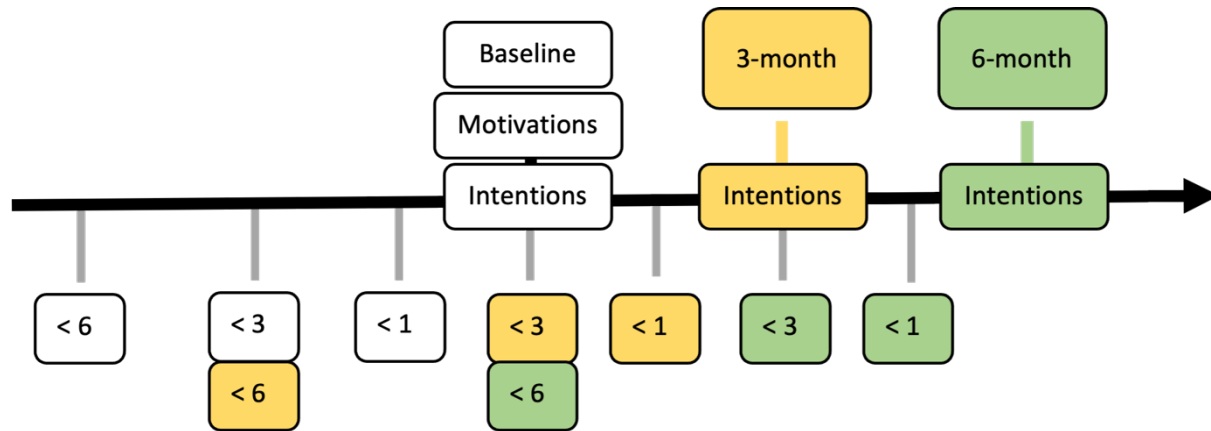 Baseline
3-month
6-month
Motivations
Intentions
Intentions
Intentions
< 6
< 3
< 1
< 3
< 1
< 3
< 1
< 6
< 6